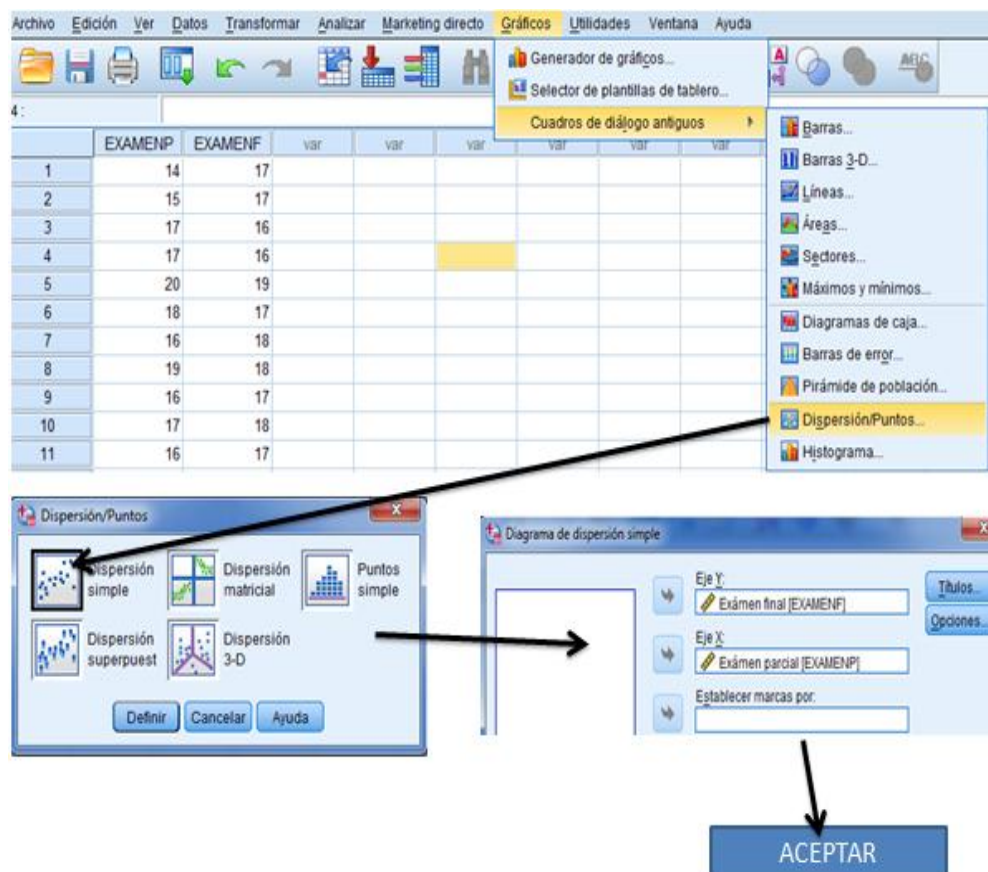 Archivo Edición Ver Datos Transformar Analizar Marketing directo Gráficos Utilidades Ventana Ayuda
Generador de gráficos...
Selector de plantillas de tablero...
Cuadros de diálogo antiguos
4 :
EXAMENP EXAMENF var var var var var var
1 14 17
2 15 17
3 17 16
4 17 16
5 20 19
6 18 17
7 16 18
8 19 18
9 16 17
10 17 18
11 16 17
Barras...
Barras 3-D...
Líneas...
Áreas...
Sectores...
Máximos y mínimos...
Diagramas de caja...
Barras de error...
Pirámide de población...
Dispersión/Puntos...
Histograma...
Dispersión/Puntos
Dispersión simple
Dispersión matricial
Puntos simple
Dispersión superpuest
Dispersión 3-D
Definir Cancelar Ayuda
Diagrama de dispersión simple
Eje Y:
Exámen final [EXAMENF]
Eje X:
Exámen parcial [EXAMENP]
Establecer marcas por:
Títulos...
Opciones...
ACEPTAR